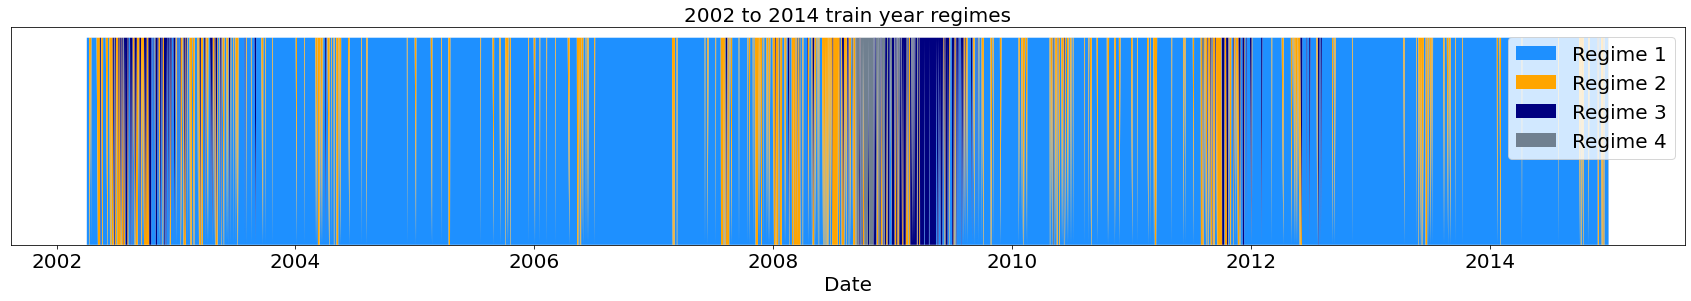 2002 to 2014 train year regimes
Regime 1
Regime 2
Regime 3
Regime 4
2002 2004 2006 2008 2010 2012 2014
Date